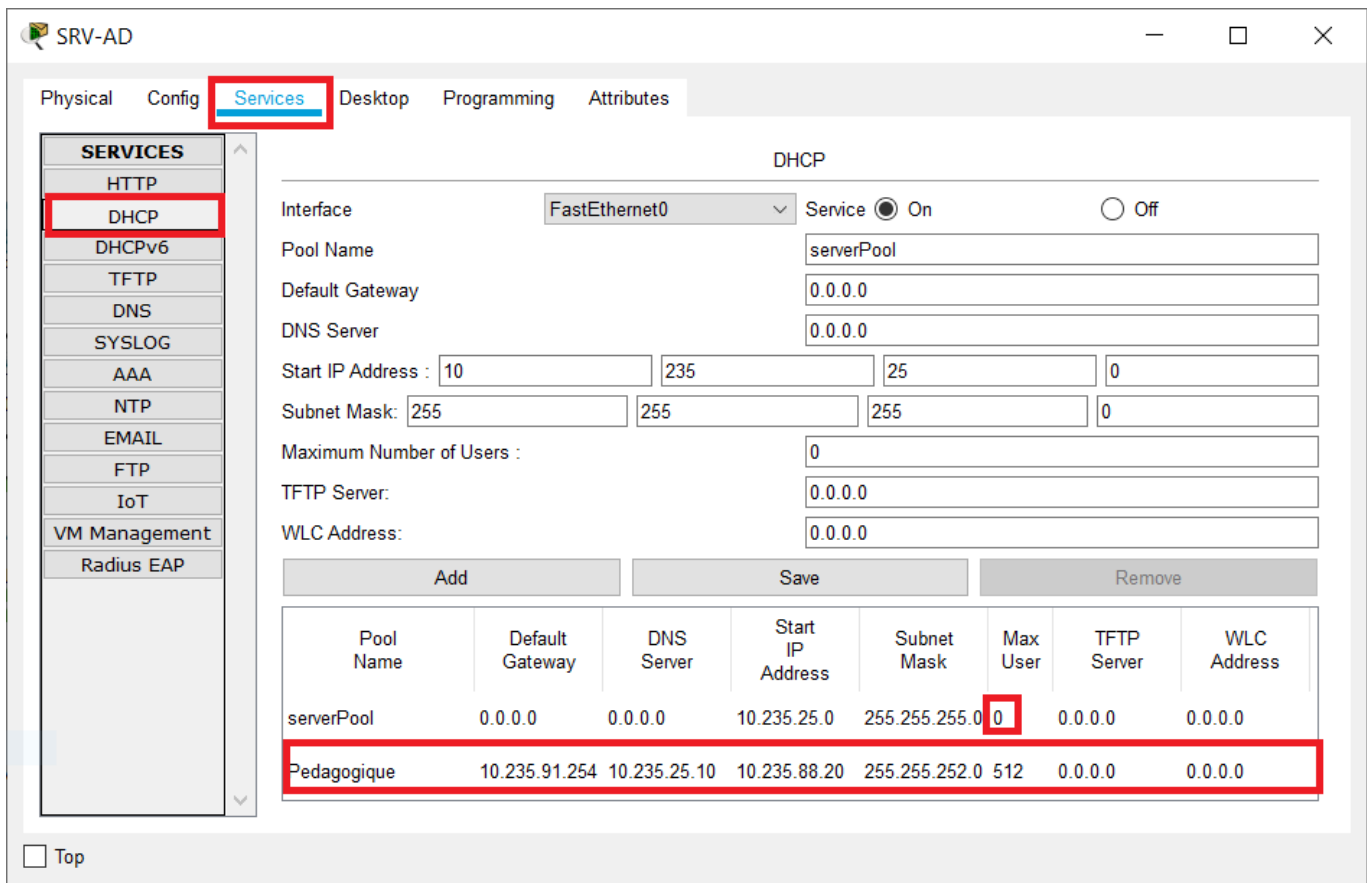 SRV-AD
Physical Config Services Desktop Programming Attributes
SERVICES
HTTP
DHCP
DHCPv6
TFTP
DNS
SYSLOG
AAA
NTP
EMAIL
FTP
IoT
VM Management
Radius EAP
DHCP
Interface FastEthernet0 Service On Off
Pool Name serverPool
Default Gateway 0.0.0.0
DNS Server 0.0.0.0
Start IP Address : 10 235 25 0
Subnet Mask: 255 255 255 0
Maximum Number of Users : 0
TFTP Server: 0.0.0.0
WLC Address: 0.0.0.0
Add Save Remove
Pool Name Default Gateway DNS Server Start IP Address Subnet Mask Max User TFTP Server WLC Address
serverPool 0.0.0.0 0.0.0.0 10.235.25.0 255.255.255.0 0 0.0.0.0 0.0.0.0
Pedagogique 10.235.91.254 10.235.25.10 10.235.88.20 255.255.252.0 512 0.0.0.0 0.0.0.0
Top